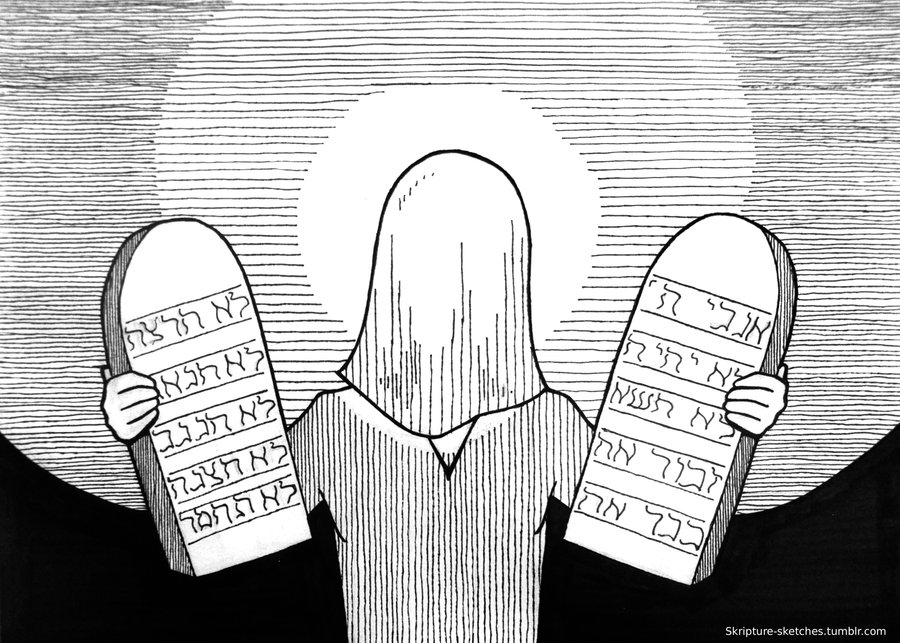 אנכי ה'
לא יהיה
לא תשא
זכור את
כבד את
לא תרצח
לא תנא
לא תגנב
לא תענה
לא תחמד
Skripture-sketches.tumblr.com